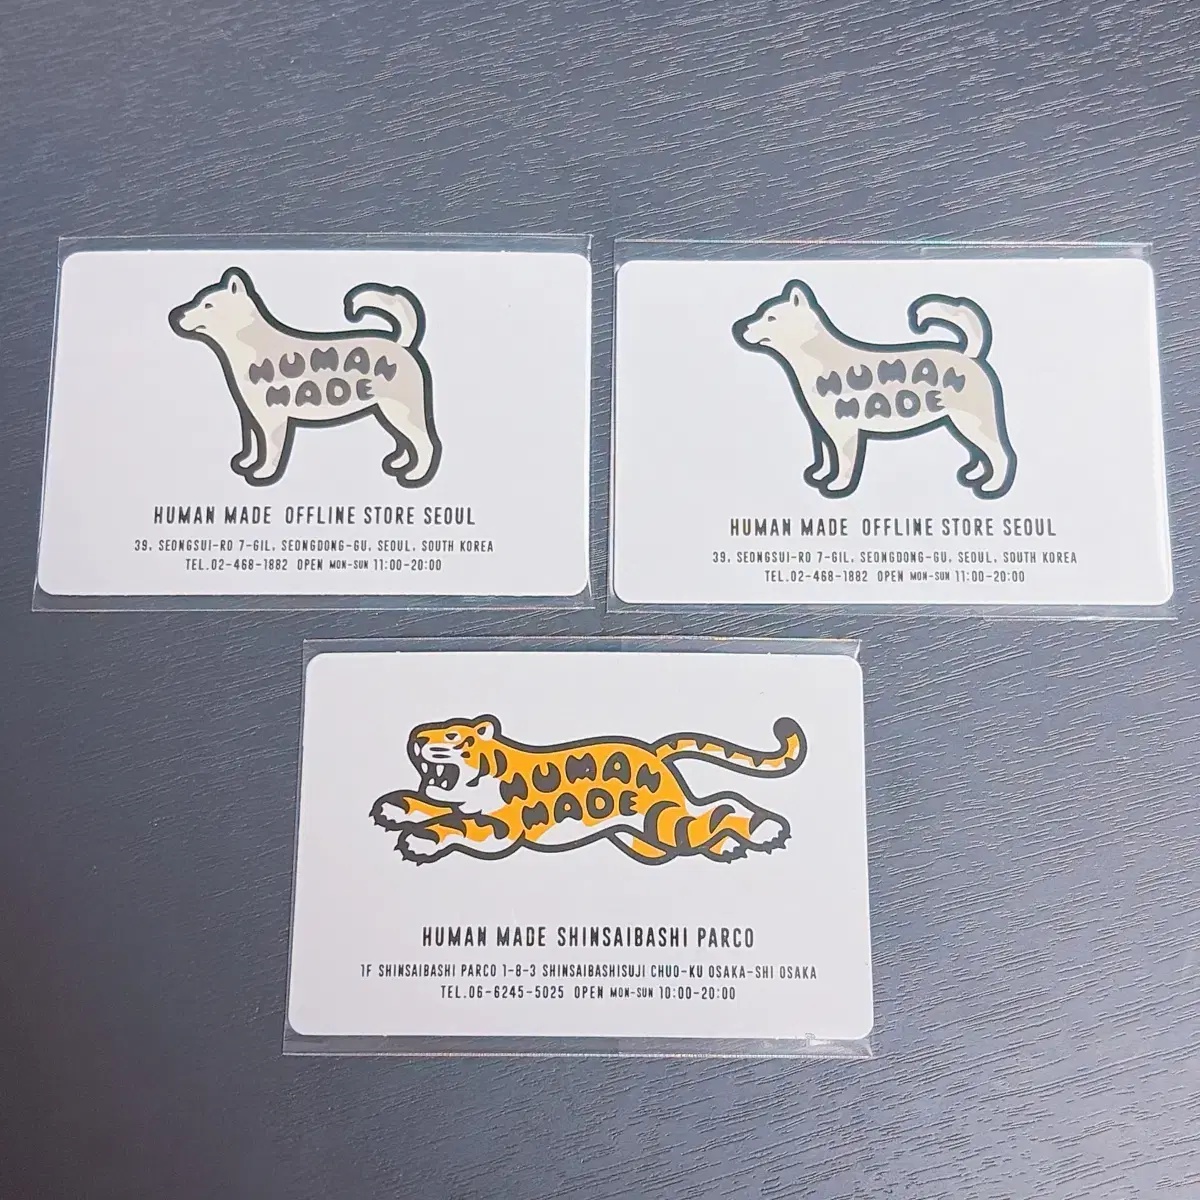 HUMAN
MADE
HUMAN MADE OFFLINE STORE SEOUL
39, SEONGSUI-RO 7-GIL, SEONGDONG-GU, SEOUL, SOUTH KOREA
TEL.02-468-1882 OPEN MON-SUN 11:00-20:00
HUMAN
MADE
HUMAN MADE OFFLINE STORE SEOUL
39, SEONGSUI-RO 7-GIL, SEONGDONG-GU, SEOUL, SOUTH KOREA
TEL.02-468-1882 OPEN MON-SUN 11:00-20:00
HUMAN
MADE
HUMAN MADE SHINSAIBASHI PARCO
1F SHINSAIBASHI PARCO 1-8-3 SHINSAIBASHISUJI CHUO-KU OSAKA-SHI OSAKA
TEL.06-6245-5025 OPEN MON-SUN 10:00-20:00